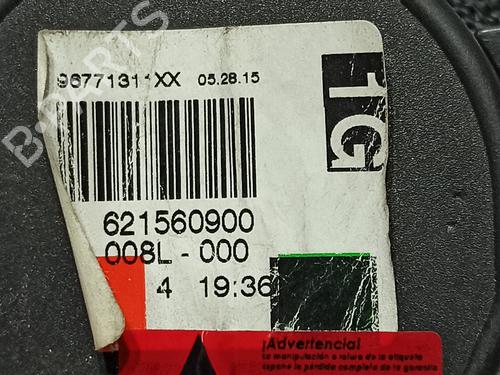 96771311XX 05.28.15
1G
621560900
008L - 000
4 19:36
¡Advertencia!
La manipulación o rotura de la etiqueta
supone la pérdida completa de la garantía
B-PARTS